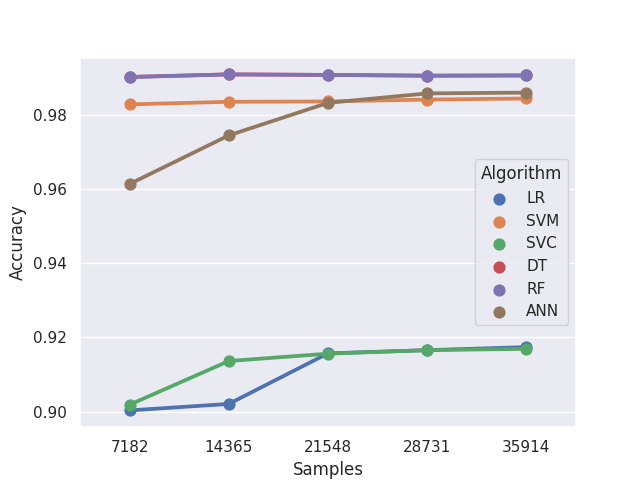 0.98
0.96
0.94
0.92
0.90
Accuracy
Algorithm
LR
SVM
SVC
DT
RF
ANN
7182 14365 21548 28731 35914
Samples